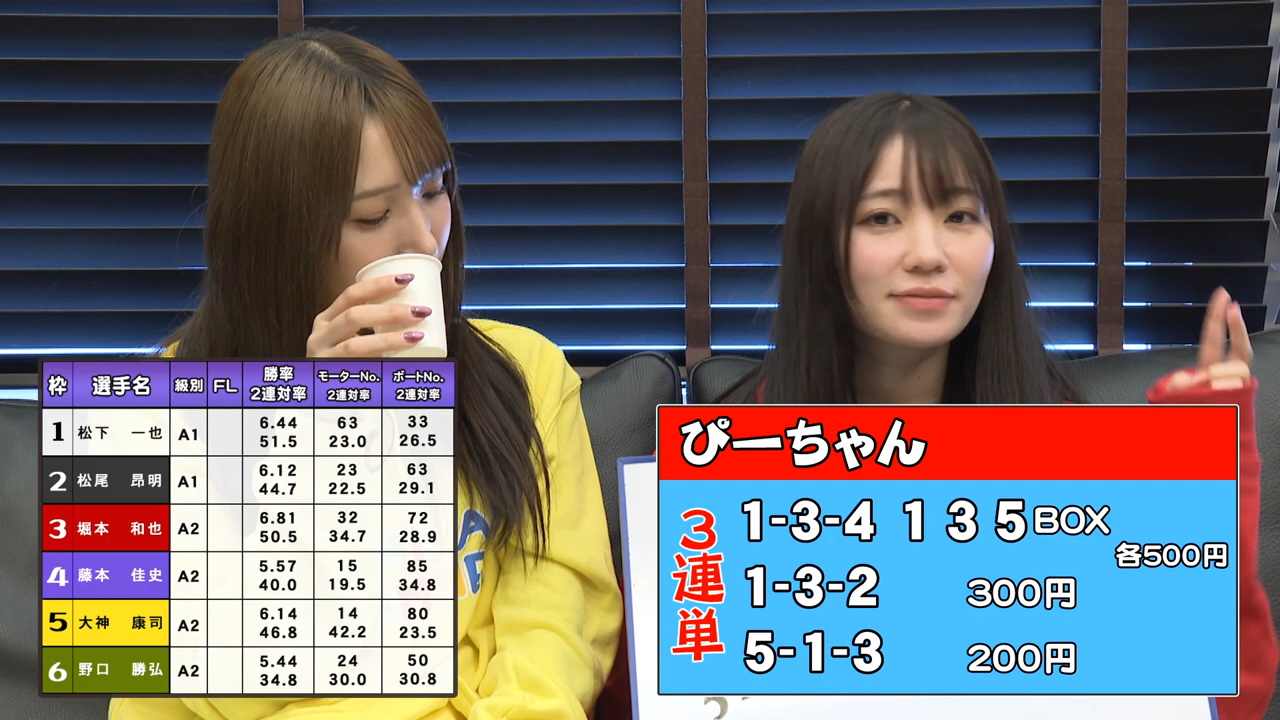 枠 選手名 級別 FL 勝率 2連対率 モーターNo. 2連対率 ボートNo. 2連対率
1 松下 一也 A1 6.44 51.5 63 23.0 33 26.5
2 松尾 昂明 A1 6.12 44.7 23 22.5 63 29.1
3 堀本 和也 A2 6.81 50.5 32 34.7 72 28.9
4 藤本 佳史 A2 5.57 40.0 15 19.5 85 34.8
5 大神 康司 A2 6.14 46.8 14 42.2 80 23.5
6 野口 勝弘 A2 5.44 34.8 24 30.0 50 30.8
ぴーちゃん
3連単
1-3-4 1 3 5 BOX
各500円
1-3-2 300円
5-1-3 200円